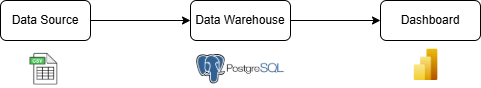 Data Source
Data Warehouse
Dashboard
CSV
PostgreSQL